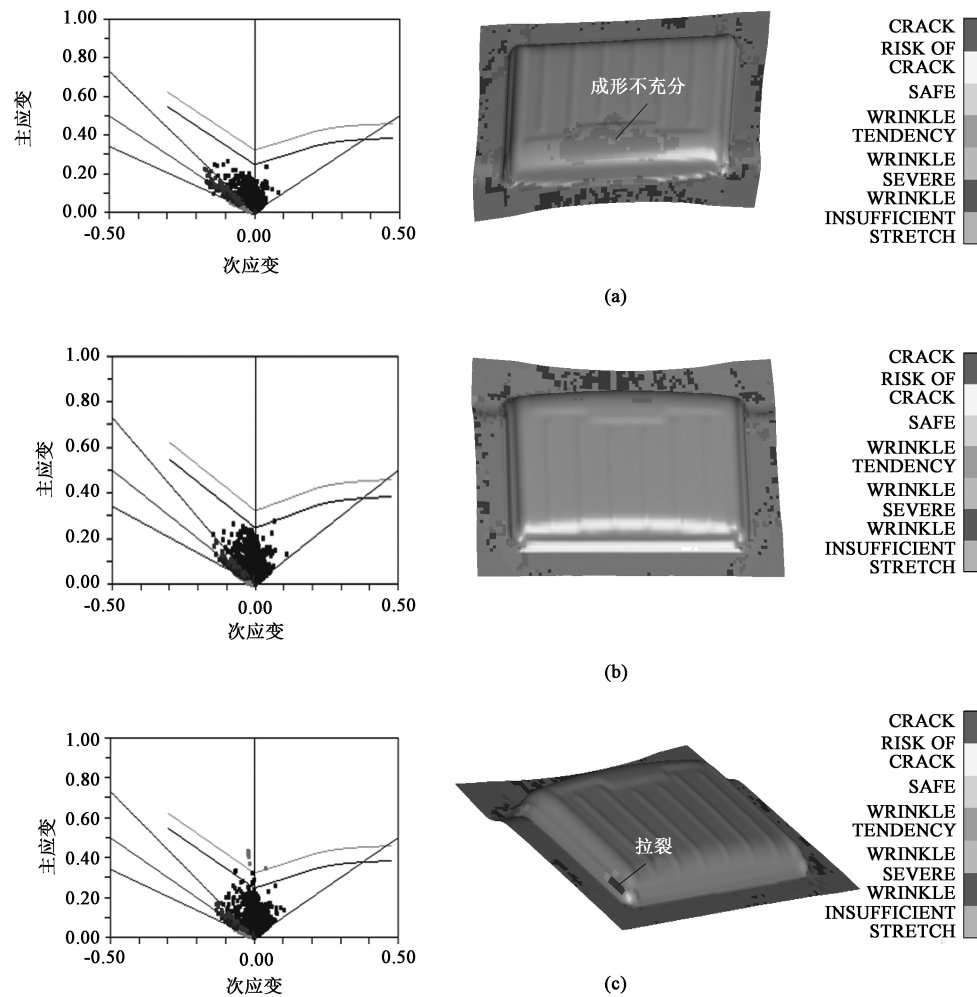 1.00
0.80
0.60
0.40
0.20
0.00
主应变
-0.50
0.00
0.50
次应变
成形不充分
CRACK
RISK OF
CRACK
SAFE
WRINKLE
TENDENCY
WRINKLE
SEVERE
WRINKLE
INSUFFICIENT
STRETCH
(a)
1.00
0.80
0.60
0.40
0.20
0.00
主应变
-0.50
0.00
0.50
次应变
CRACK
RISK OF
CRACK
SAFE
WRINKLE
TENDENCY
WRINKLE
SEVERE
WRINKLE
INSUFFICIENT
STRETCH
(b)
1.00
0.80
0.60
0.40
0.20
0.00
主应变
-0.50
0.00
0.50
次应变
拉裂
CRACK
RISK OF
CRACK
SAFE
WRINKLE
TENDENCY
WRINKLE
SEVERE
WRINKLE
INSUFFICIENT
STRETCH
(c)